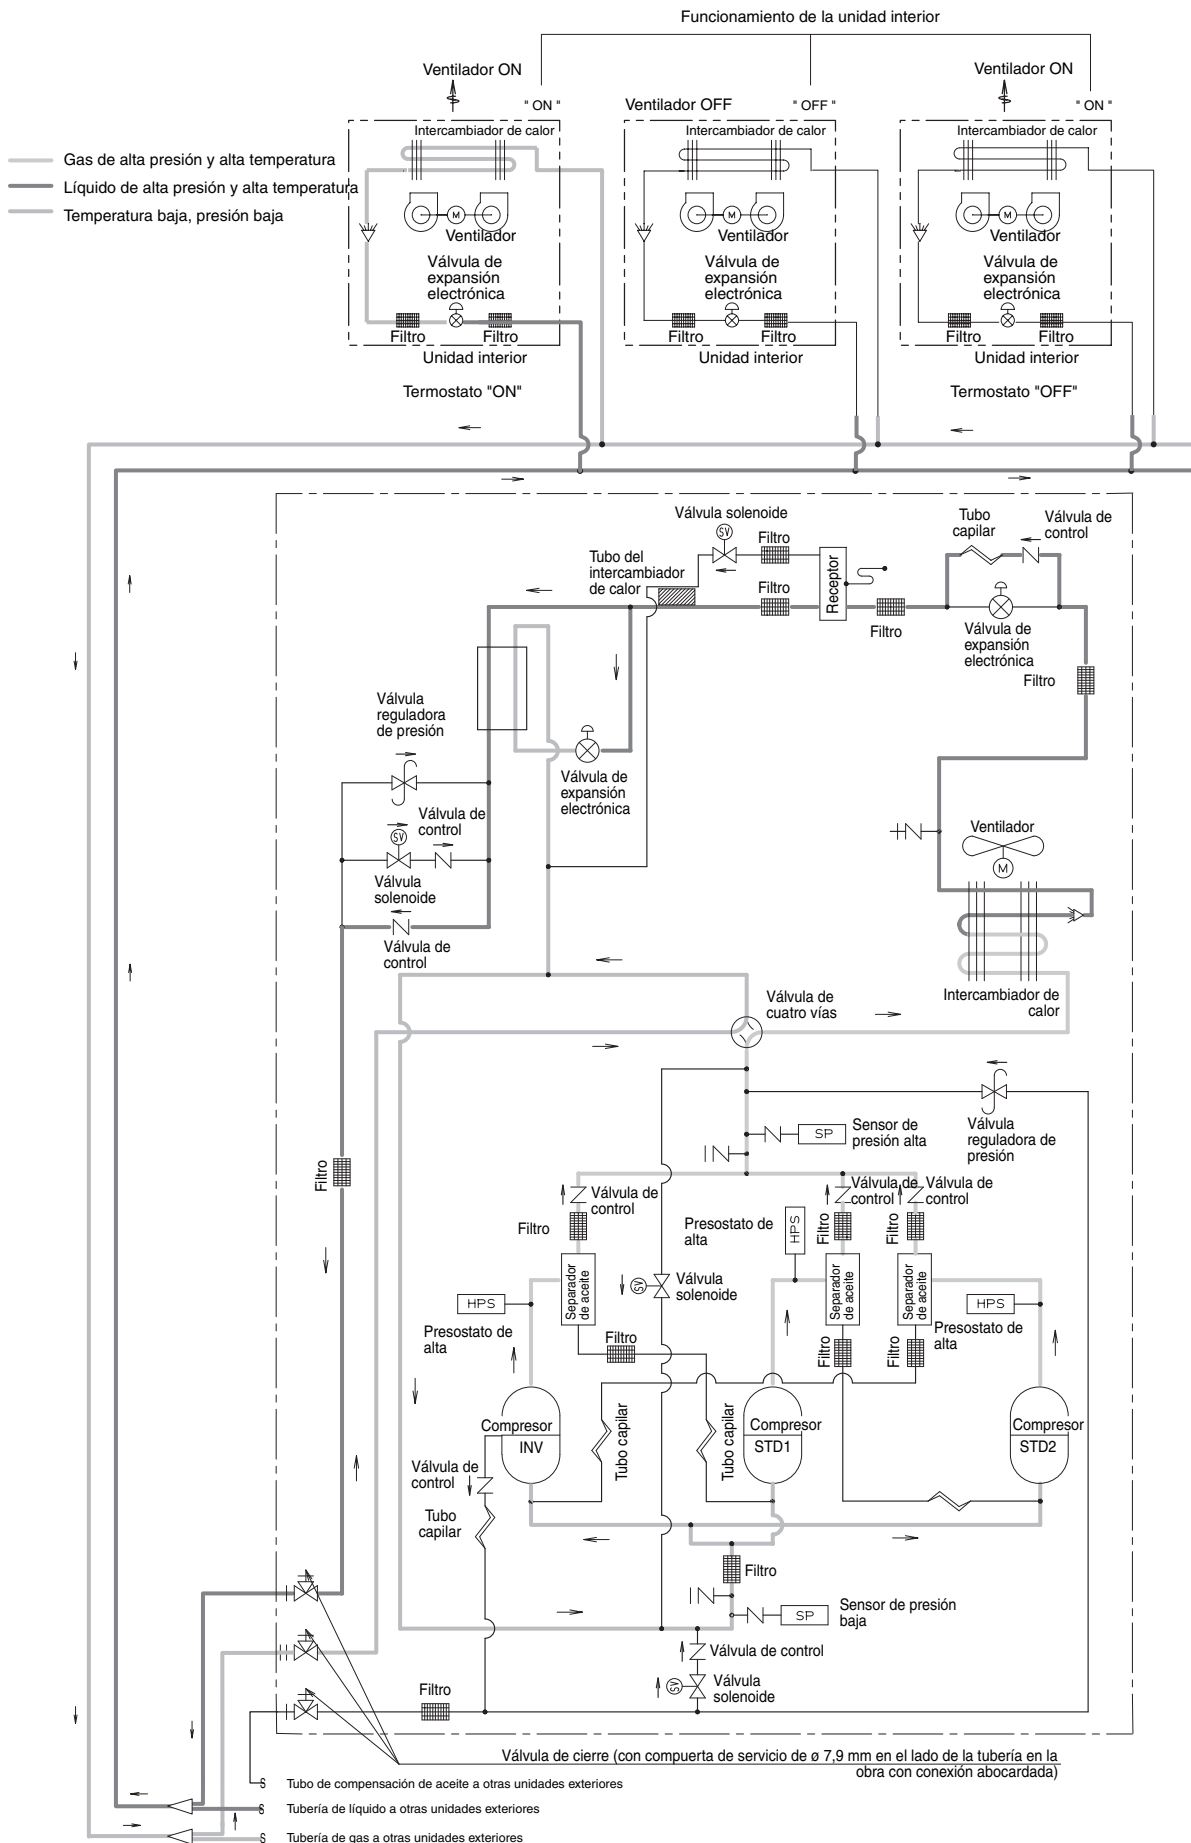 Funcionamiento de la unidad interior
Ventilador ON
" ON "
Ventilador OFF
" OFF "
Ventilador ON
" ON "
Gas de alta presión y alta temperatura
Líquido de alta presión y alta temperatura
Temperatura baja, presión baja
Intercambiador de calor
M
Ventilador
Válvula de
expansión
electrónica
Filtro
Filtro
Unidad interior
Termostato "ON"
Intercambiador de calor
M
Ventilador
Válvula de
expansión
electrónica
Filtro
Filtro
Unidad interior
Intercambiador de calor
M
Ventilador
Válvula de
expansión
electrónica
Filtro
Filtro
Unidad interior
Termostato "OFF"
Válvula solenoide
SV
Filtro
Tubo del
intercambiador
de calor
Filtro
Receptor
Filtro
Tubo
capilar
Válvula de
control
Válvula de
expansión
electrónica
Filtro
Válvula
reguladora
de presión
Válvula de
expansión
electrónica
Válvula de
control
SV
Válvula
solenoide
Válvula de
control
Ventilador
M
Intercambiador de
calor
Válvula de
cuatro vías
Válvula
reguladora de
presión
SP
Sensor de
presión alta
Filtro
Válvula de
control
Filtro
Válvula de
control
Filtro
Válvula de
control
Filtro
Presostato de
alta
HPS
Separador
de aceite
SV
Válvula
solenoide
Separador
de aceite
Separador
de aceite
HPS
Presostato de
alta
HPS
Presostato de
alta
Filtro
Filtro
Filtro
Compresor
INV
Tubo capilar
Tubo capilar
Compresor
STD1
Compresor
STD2
Válvula de
control
Tubo
capilar
Filtro
SP
Sensor de presión
baja
Válvula de control
SV
Válvula
solenoide
Filtro
Válvula de cierre (con compuerta de servicio de ø 7,9 mm en el lado de la tubería en la
obra con conexión abocardada)
S Tubo de compensación de aceite a otras unidades exteriores
S Tubería de líquido a otras unidades exteriores
S Tubería de gas a otras unidades exteriores